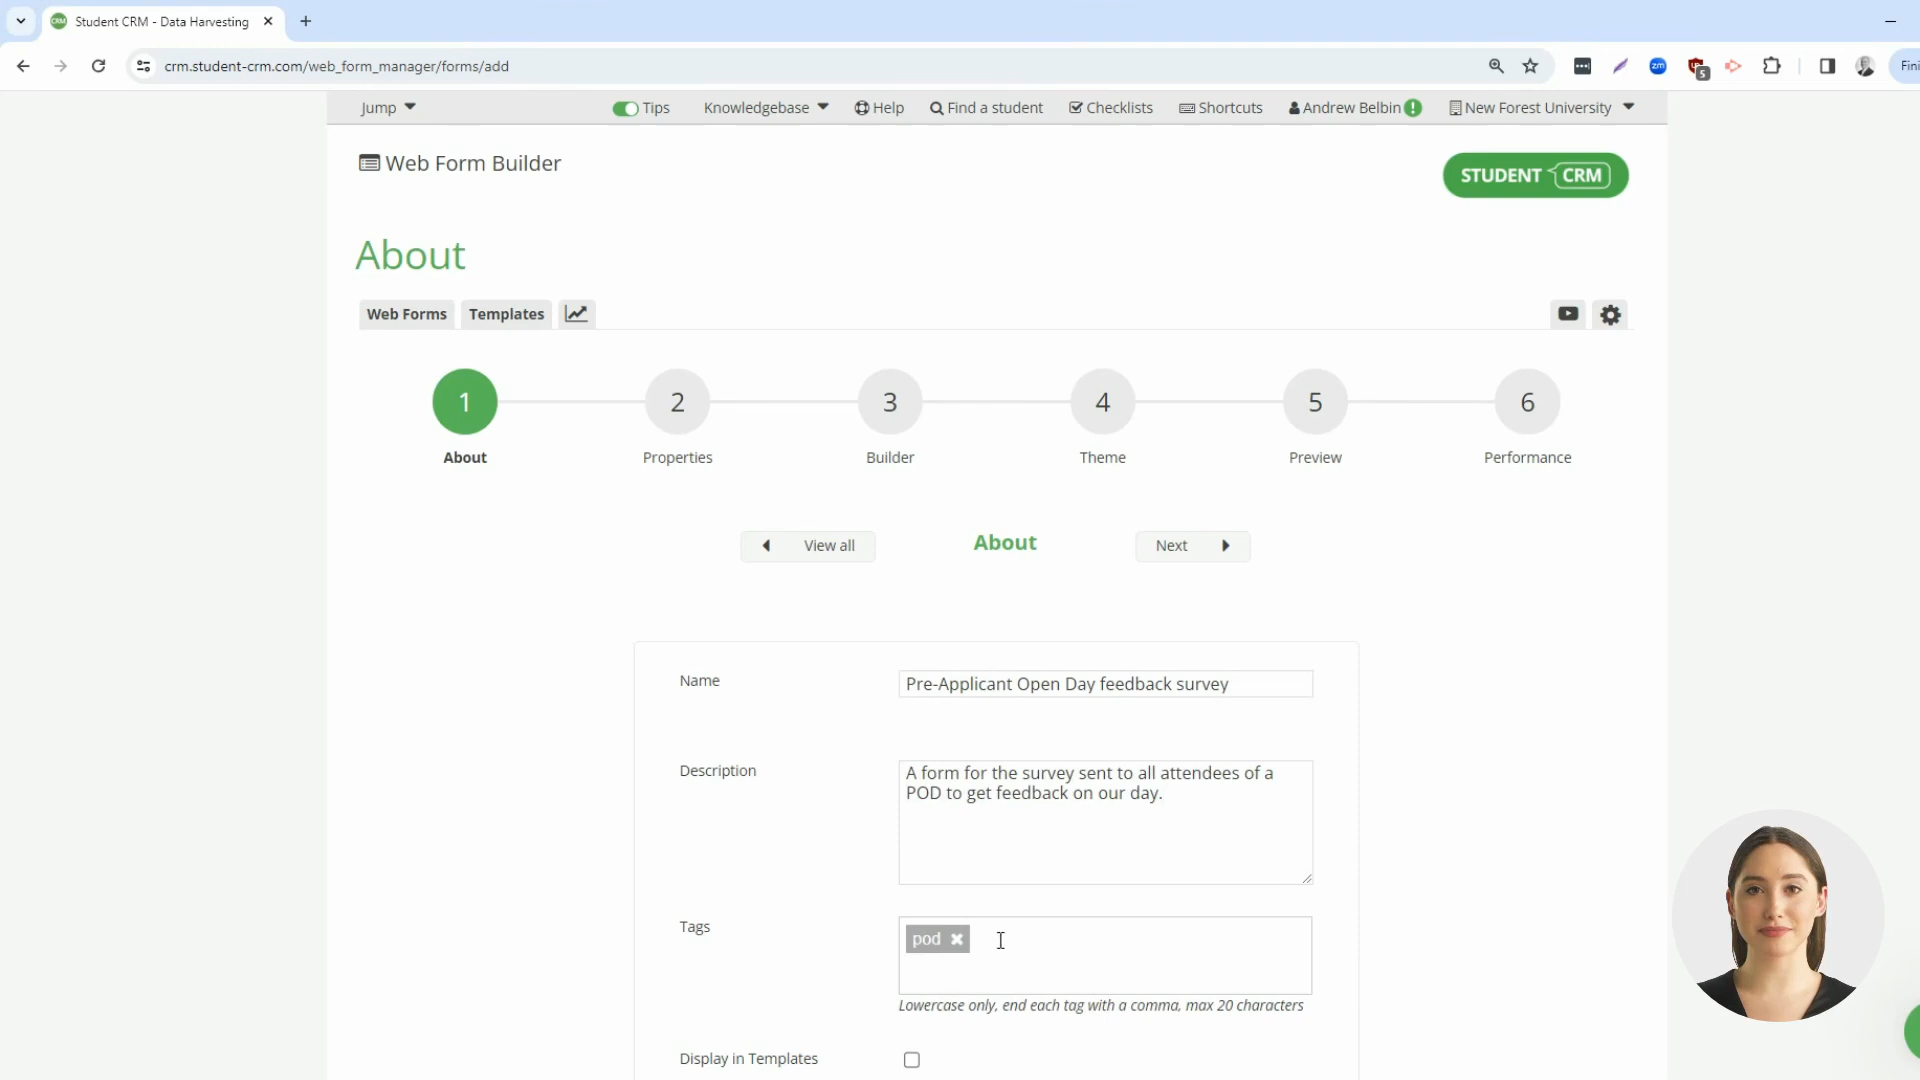 Student CRM - Data Harvesting
crm.student-crm.com/web_form_manager/forms/add
5
Jump
Tips
Knowledgebase
Help
Find a student
Checklists
Shortcuts
Andrew Belbin
New Forest University
Web Form Builder
STUDENT CRM
About
Web Forms
Templates
1
2
3
4
5
6
About
Properties
Builder
Theme
Preview
Performance
View all
About
Next
Name
Pre-Applicant Open Day feedback survey
Description
A form for the survey sent to all attendees of a
POD to get feedback on our day.
Tags
pod
Lowercase only, end each tag with a comma, max 20 characters
Display in Templates